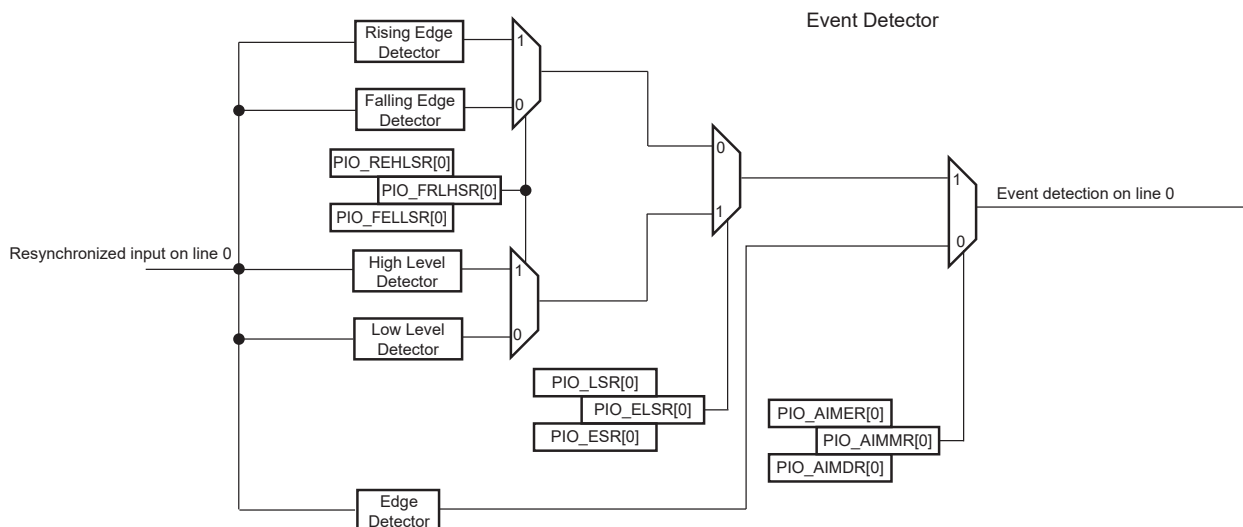 Event Detector
Rising Edge
Detector
1
Falling Edge
Detector
0
PIO_REHLSR[0]
PIO_FRLHSR[0]
PIO_FELLSR[0]
0
1
1
0
Event detection on line 0
Resynchronized input on line 0
High Level
Detector
1
Low Level
Detector
0
PIO_LSR[0]
PIO_ELSR[0]
PIO_ESR[0]
PIO_AIMER[0]
PIO_AIMMR[0]
PIO_AIMDR[0]
Edge
Detector